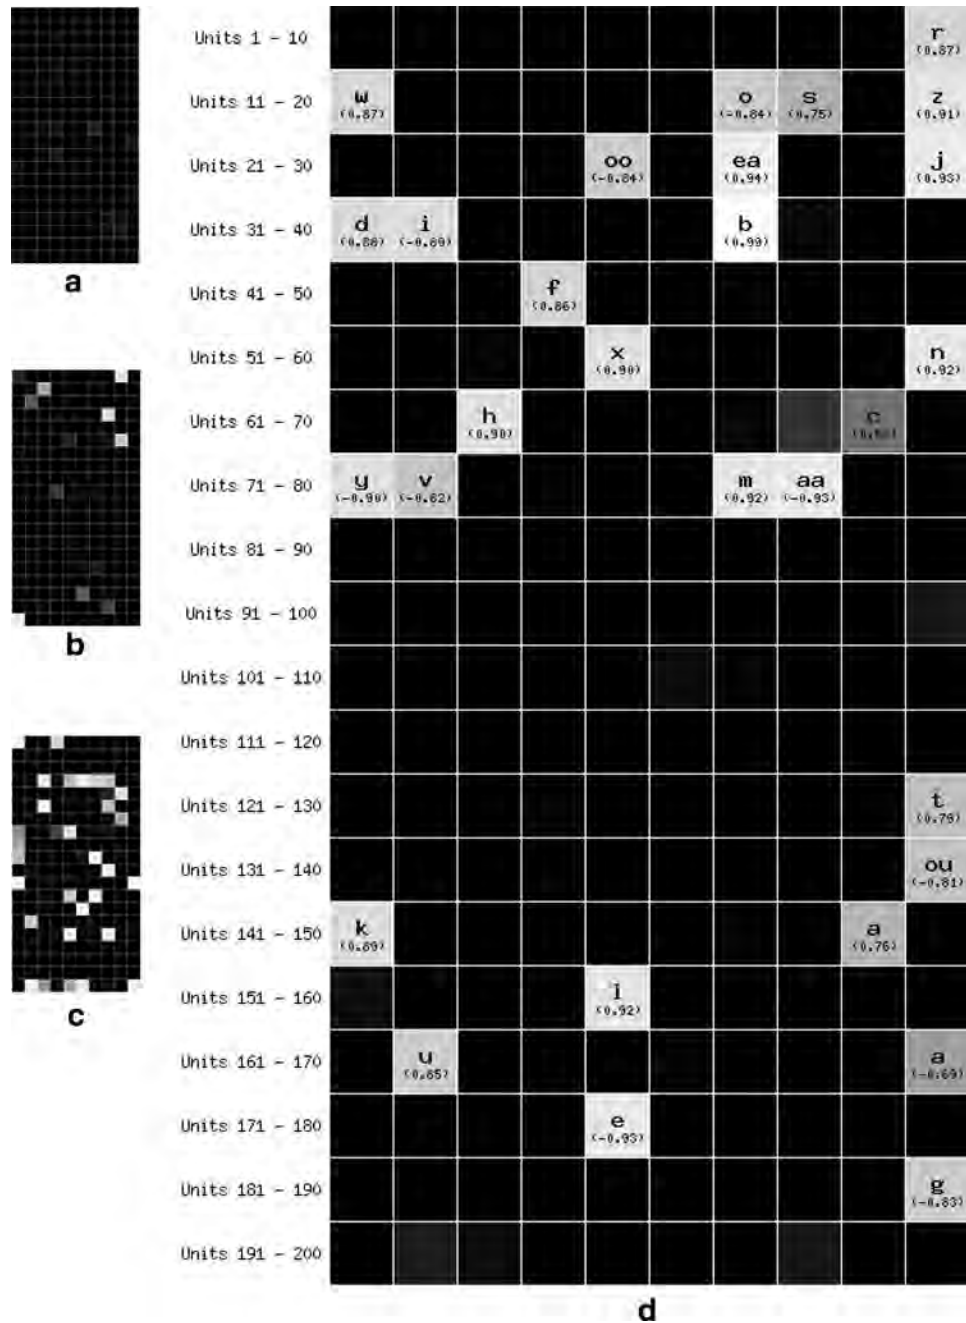 Units 1 - 10 r
(0.87)
Units 11 - 20 w o s z
(0.87) (-0.84) (0.75) (0.91)
Units 21 - 30 oo ea j
(-0.84) (0.94) (0.93)
Units 31 - 40 d i b
(0.88) (-0.89) (0.99)
a
Units 41 - 50 f
(0.86)
Units 51 - 60 x n
(0.90) (0.92)
Units 61 - 70 h c
(0.90)
Units 71 - 80 y v m aa
(-0.90) (-0.82) (0.92) (-0.93)
Units 81 - 90
Units 91 - 100
b
Units 101 - 110
Units 111 - 120
Units 121 - 130 t
(0.79)
Units 131 - 140 ou
(-0.81)
Units 141 - 150 k a
(0.89) (0.76)
Units 151 - 160
(0.92)
c
Units 161 - 170 u a
(0.85) (-0.69)
Units 171 - 180 e
(-0.93)
Units 181 - 190 g
(-0.83)
Units 191 - 200
d